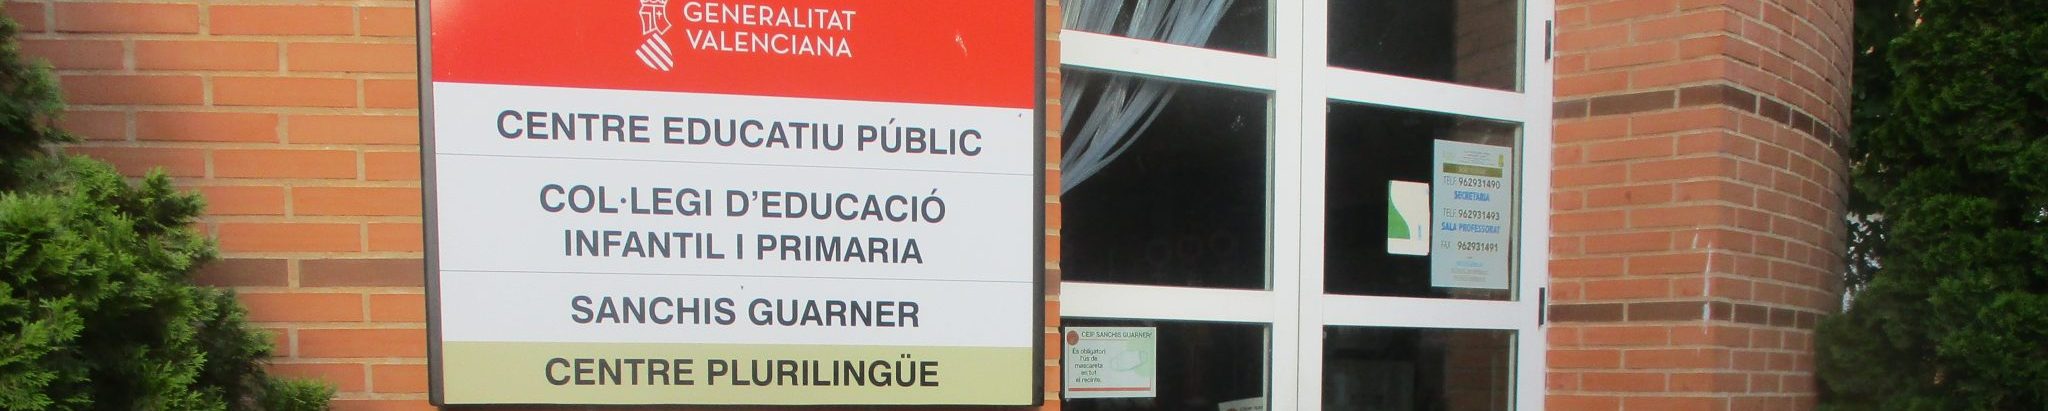 GENERALITAT
VALENCIANA
CENTRE EDUCATIU PÚBLIC
COL·LEGI D'EDUCACIÓ
INFANTIL I PRIMARIA
SANCHIS GUARNER
CENTRE PLURILINGÜE
TELF. 962931490
SECRETARIA
TELF. 962931493
SALA PROFESSORAT
FAX 962931491
CEIP SANCHIS GUARNER
És obligatori
l'ús de
mascareta
en tot
el recinte.